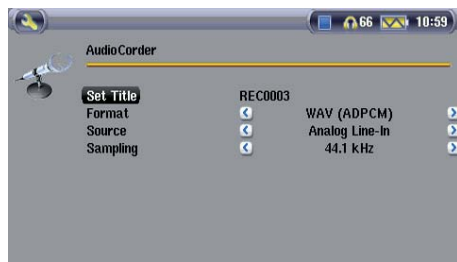 66 10:59
AudioCorder
Set Title REC0003
Format WAV (ADPCM)
Source Analog Line-In
Sampling 44.1 kHz